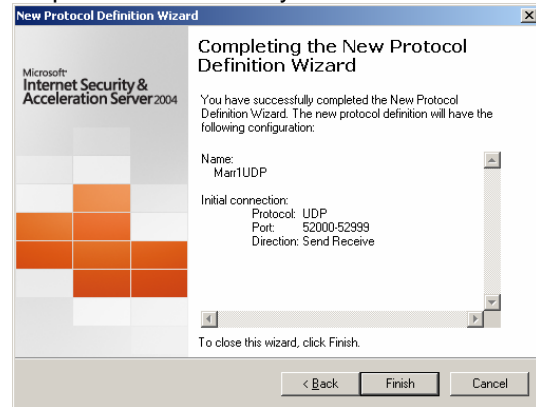 New Protocol Definition Wizard
Microsoft
Internet Security &
Acceleration Server 2004
Completing the New Protocol
Definition Wizard
You have successfully completed the New Protocol
Definition Wizard. The new protocol definition will have the
following configuration:
Name:
Marr1UDP
Initial connection:
Protocol: UDP
Port: 52000-52999
Direction: Send Receive
To close this wizard, click Finish.
< Back Finish Cancel